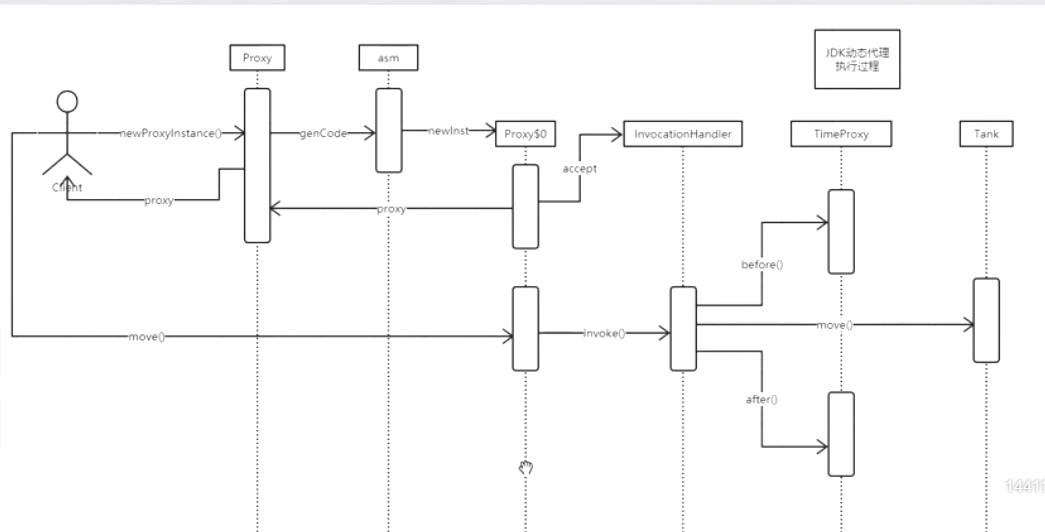 JDK动态代理
执行过程
Proxy
asm
newProxyInstance()
genCode
newInst
Proxy$0
InvocationHandler
TimeProxy
Tank
accept
Client
proxy
proxy
before()
move()
invoke()
move()
after()
14411